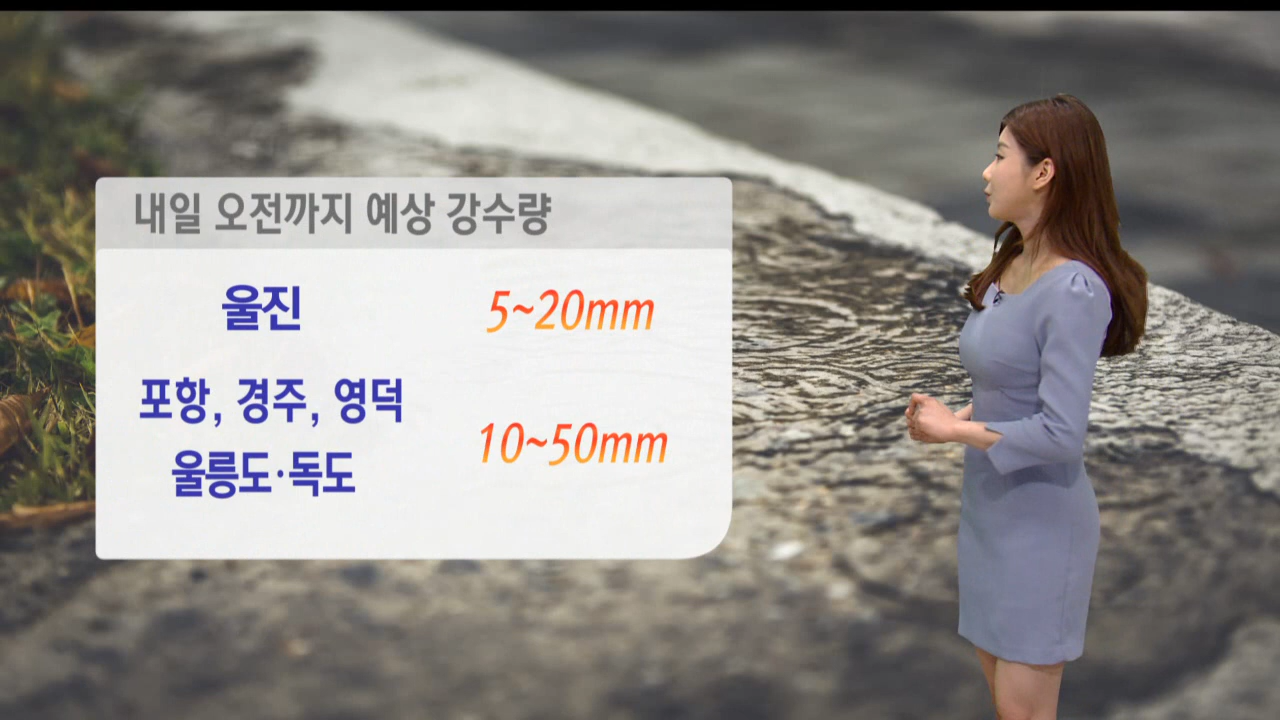 내일 오전까지 예상 강수량
울진 5~20mm
포항, 경주, 영덕
울릉도·독도 10~50mm